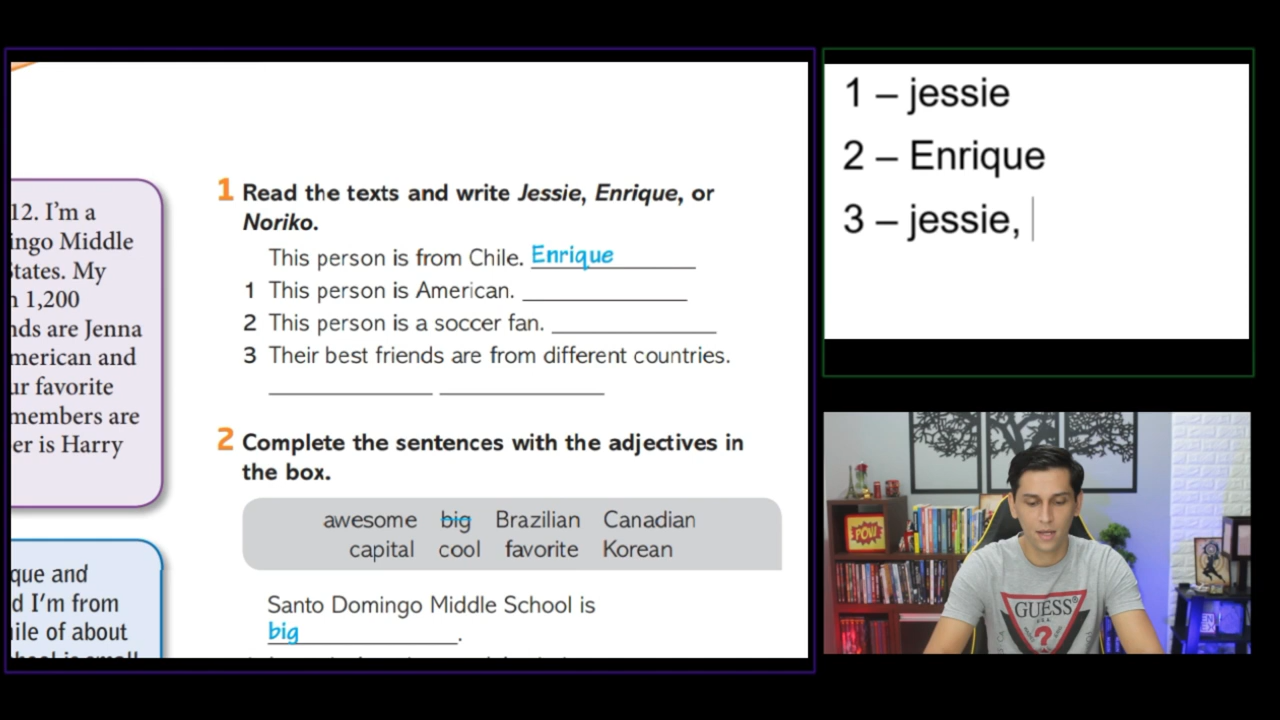 12. I'm a
ingo Middle
States. My
n 1,200
nds are Jenna
merican and
ur favorite
members are
er is Harry
que and
d I'm from
ile of about
1 Read the texts and write Jessie, Enrique, or
Noriko.
This person is from Chile. Enrique
1 This person is American.
2 This person is a soccer fan.
3 Their best friends are from different countries.
2 Complete the sentences with the adjectives in
the box.
awesome big Brazilian Canadian
capital cool favorite Korean
Santo Domingo Middle School is
big .
1 – jessie
2 – Enrique
3 – jessie,
POW!
GUESS
?